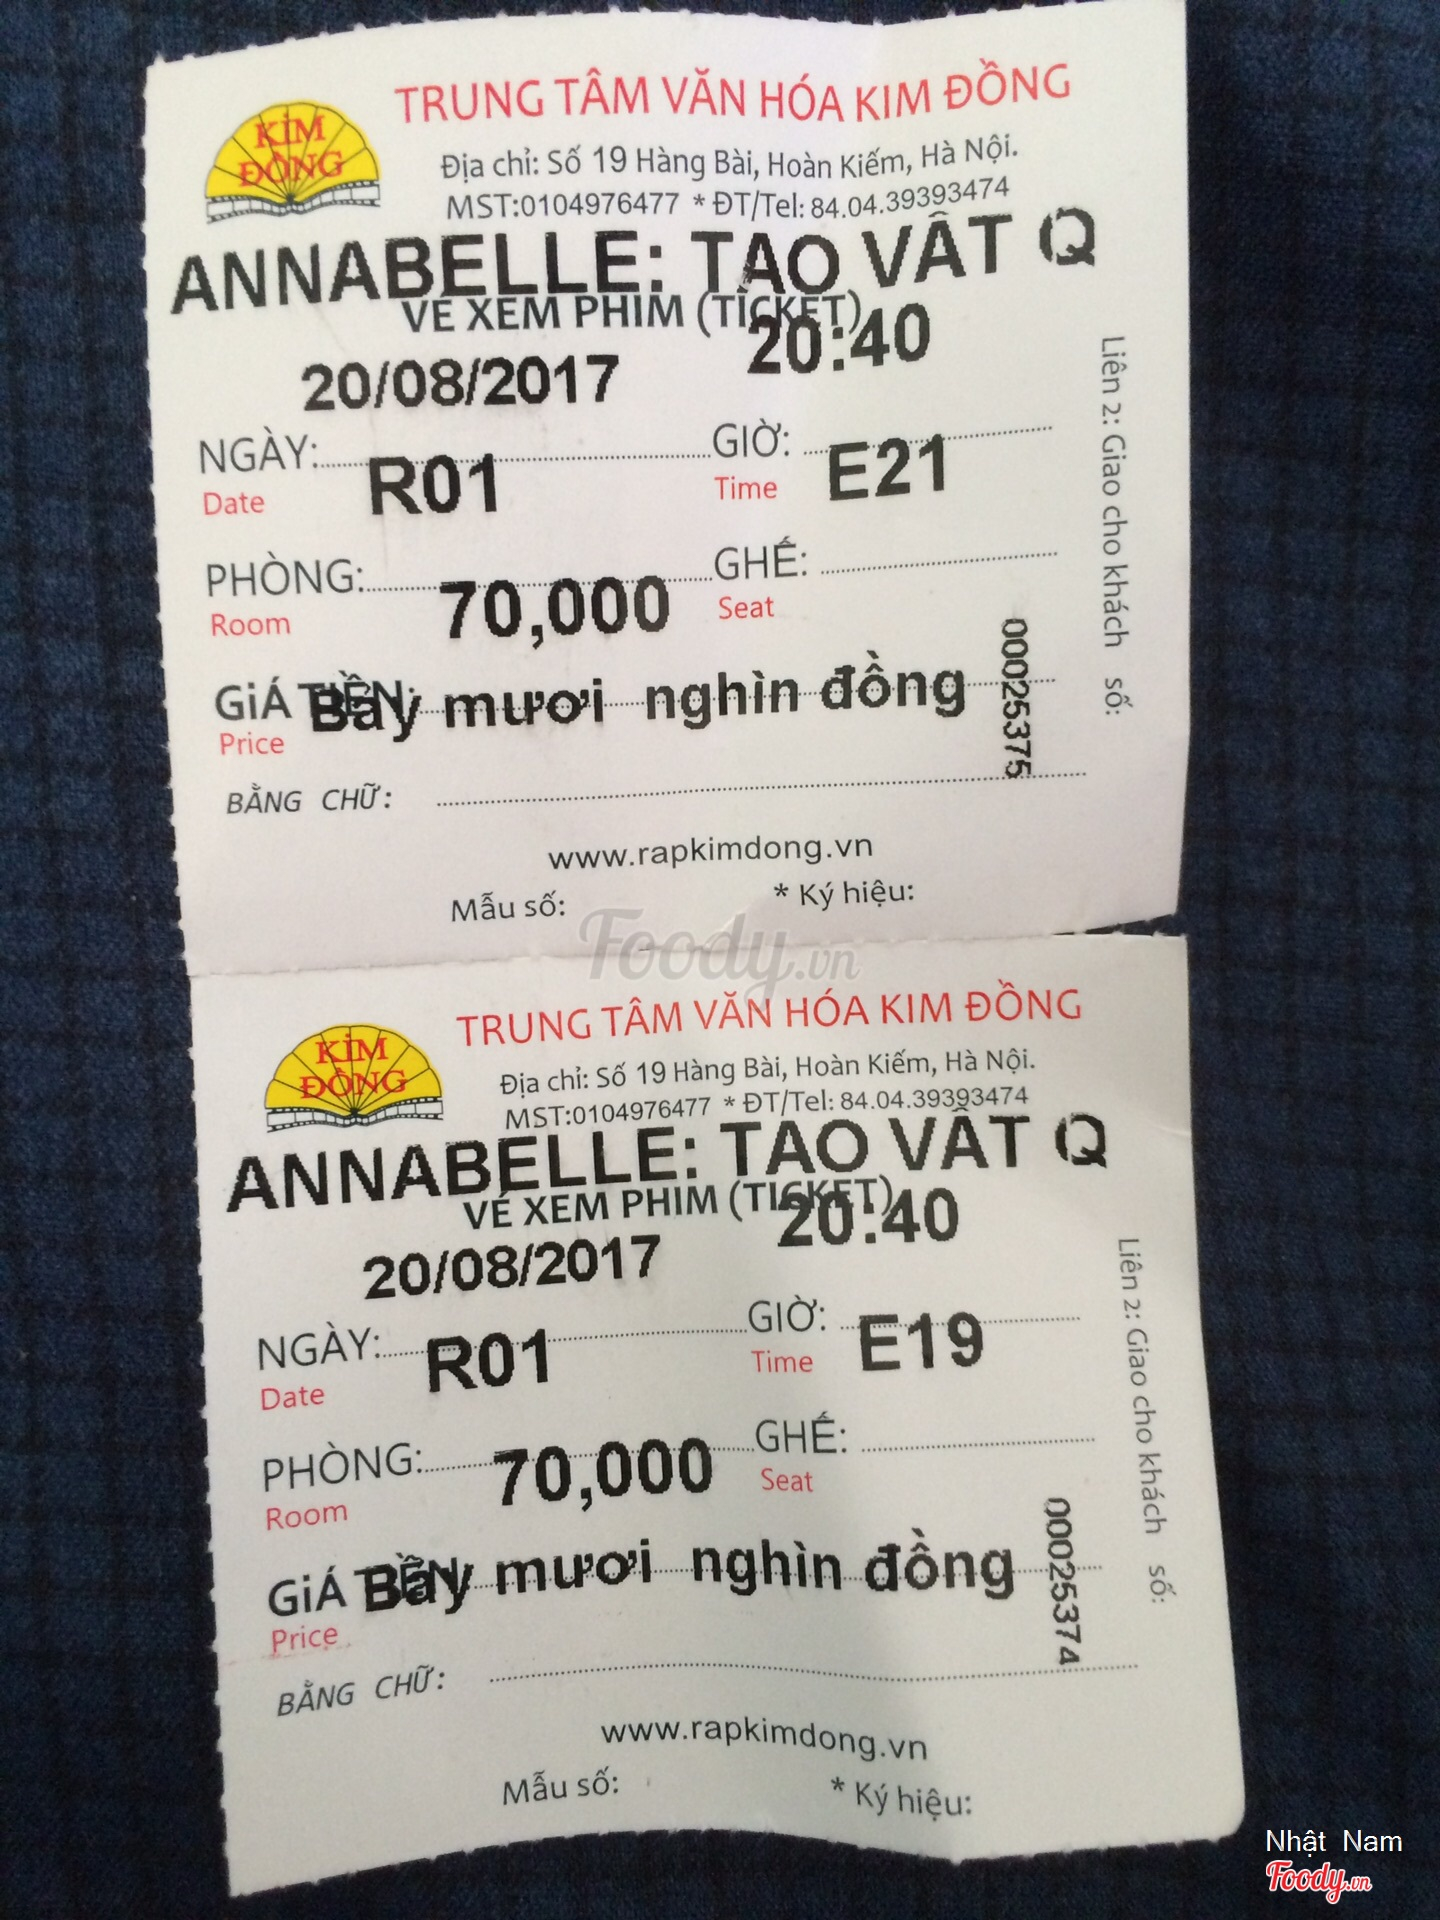 KIM
ĐỒNG
TRUNG TÂM VĂN HÓA KIM ĐỒNG
Địa chỉ: Số 19 Hàng Bài, Hoàn Kiếm, Hà Nội.
MST:0104976477 * ĐT/Tel: 84.04.39393474
ANNABELLE: TẠO VẬT Q
VÉ XEM PHIM (TICKET)
20/08/2017 20:40
NGÀY: GIỜ:
Date Time
R01 E21
PHÒNG: GHẾ:
Room Seat
70,000
GiÁ TIỀN:
Price
Bảy mươi nghìn đồng
BẰNG CHỮ:
00025375
Liên 2: Giao cho khách số:
www.rapkimdong.vn
Mẫu số: * Ký hiệu:
Foody.vn
KIM
ĐỒNG
TRUNG TÂM VĂN HÓA KIM ĐỒNG
Địa chỉ: Số 19 Hàng Bài, Hoàn Kiếm, Hà Nội.
MST:0104976477 * ĐT/Tel: 84.04.39393474
ANNABELLE: TẠO VẬT Q
VÉ XEM PHIM (TICKET)
20/08/2017 20:40
NGÀY: GIỜ:
Date Time
R01 E19
PHÒNG: GHẾ:
Room Seat
70,000
GiÁ TIỀN:
Price
Bảy mươi nghìn đồng
BẰNG CHỮ:
00025374
Liên 2: Giao cho khách số:
www.rapkimdong.vn
Mẫu số: * Ký hiệu:
Nhật Nam
Foody.vn